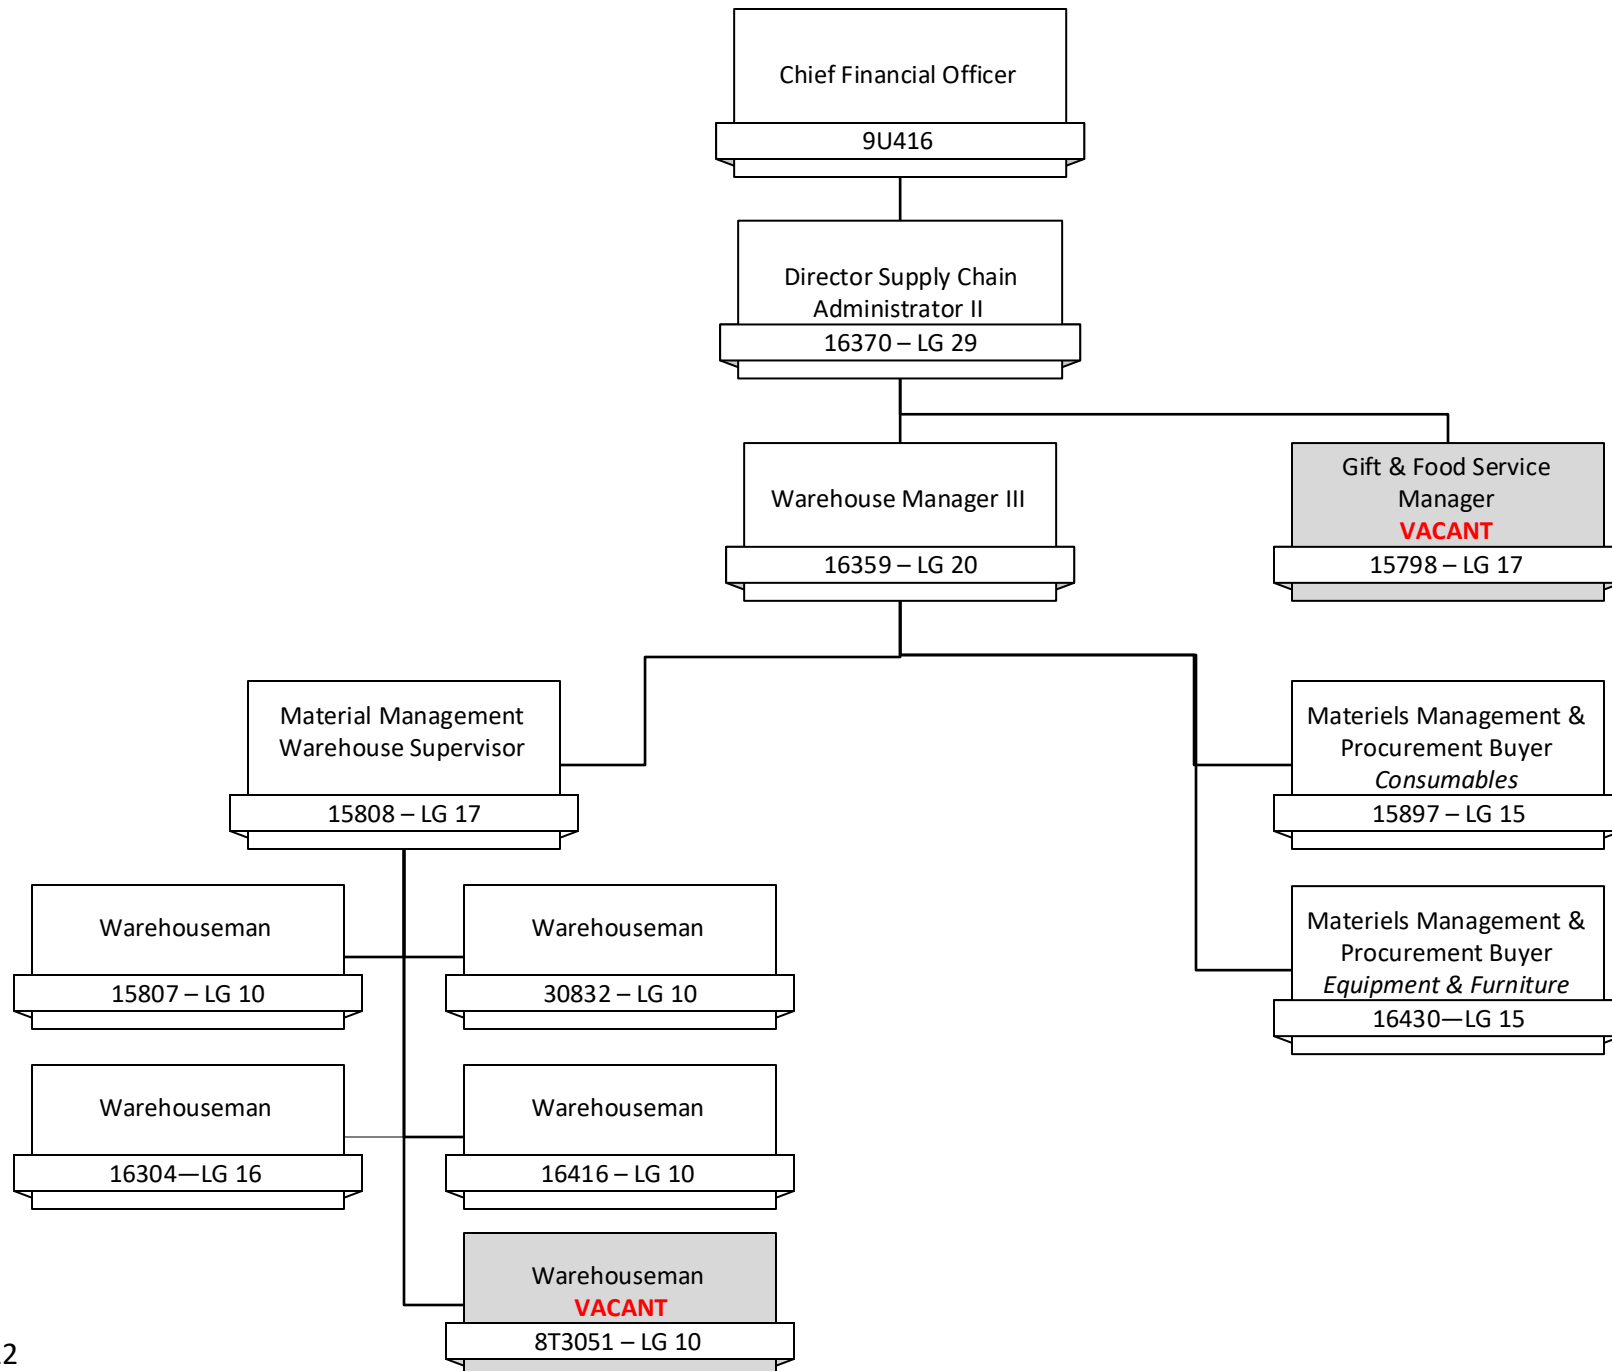 Chief Financial Officer
9U416
Director Supply Chain
Administrator II
16370 – LG 29
Warehouse Manager III
16359 – LG 20
Gift & Food Service
Manager
VACANT
15798 – LG 17
Material Management
Warehouse Supervisor
15808 – LG 17
Materiels Management &
Procurement Buyer
Consumables
15897 – LG 15
Warehouseman
15807 – LG 10
Warehouseman
30832 – LG 10
Materiels Management &
Procurement Buyer
Equipment & Furniture
16430—LG 15
Warehouseman
16304—LG 16
Warehouseman
16416 – LG 10
Warehouseman
VACANT
8T3051 – LG 10
2